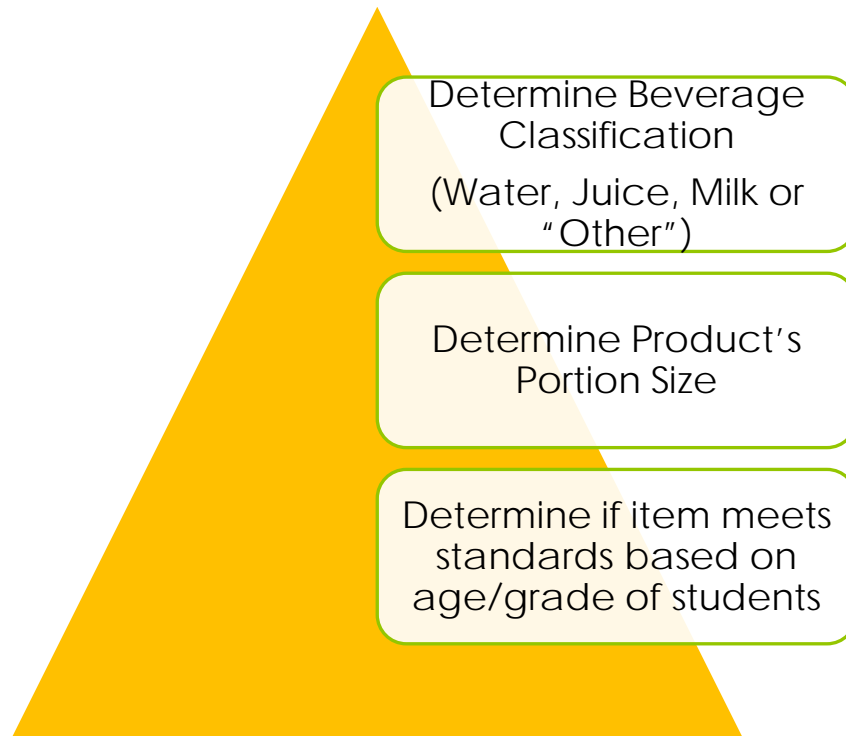 Determine Beverage
Classification
(Water, Juice, Milk or
“Other”)
Determine Product’s
Portion Size
Determine if item meets
standards based on
age/grade of students